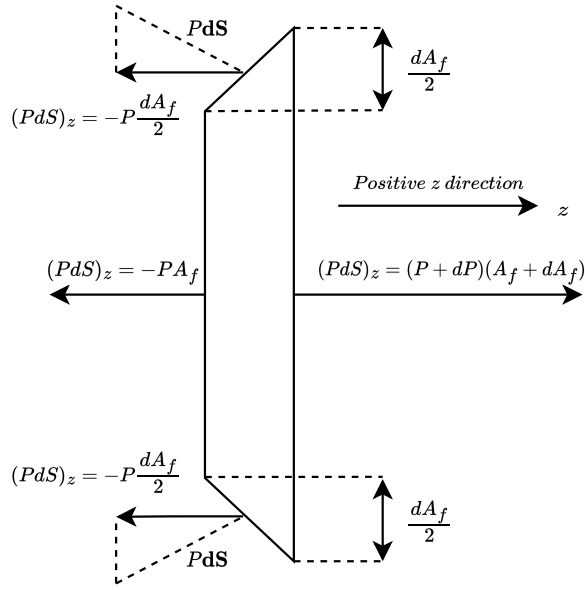 PdS
dA_f/2
(PdS)_z = −P dA_f/2
Positive z direction
z
(PdS)_z = −PA_f
(PdS)_z = (P + dP)(A_f + dA_f)
(PdS)_z = −P dA_f/2
dA_f/2
PdS